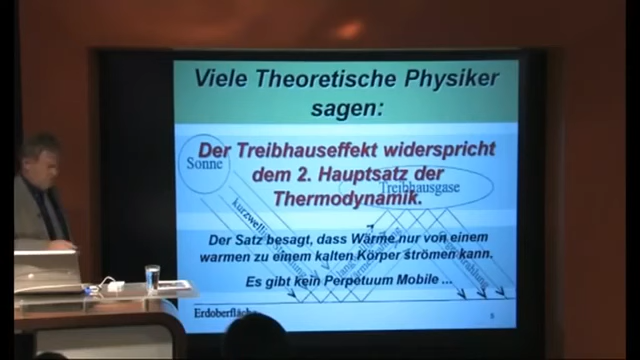 Viele Theoretische Physiker
sagen:
Der Treibhauseffekt widerspricht
dem 2. Hauptsatz der
Thermodynamik.
Sonne
Treibhausgase
kurzwellige
Der Satz besagt, dass Wärme nur von einem
warmen zu einem kalten Körper strömen kann.
Es gibt kein Perpetuum Mobile ...
Erdoberfläche